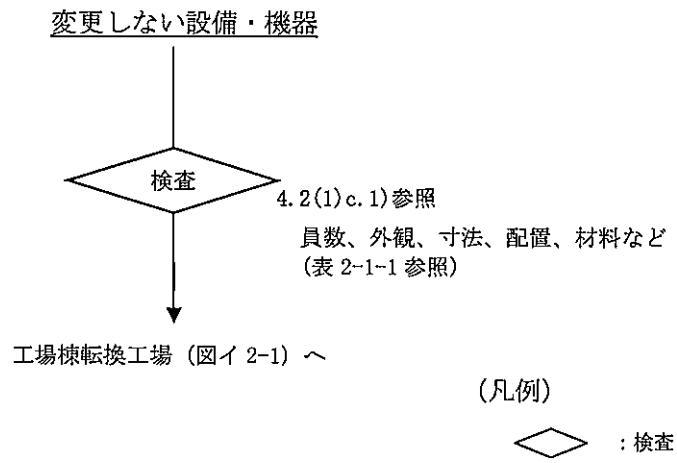 変更しない設備・機器
検査
4.2(1)c.1)参照
員数、外観、寸法、配置、材料など
(表 2-1-1 参照)
工場棟転換工場 (図イ 2-1) へ
(凡例)
:検査